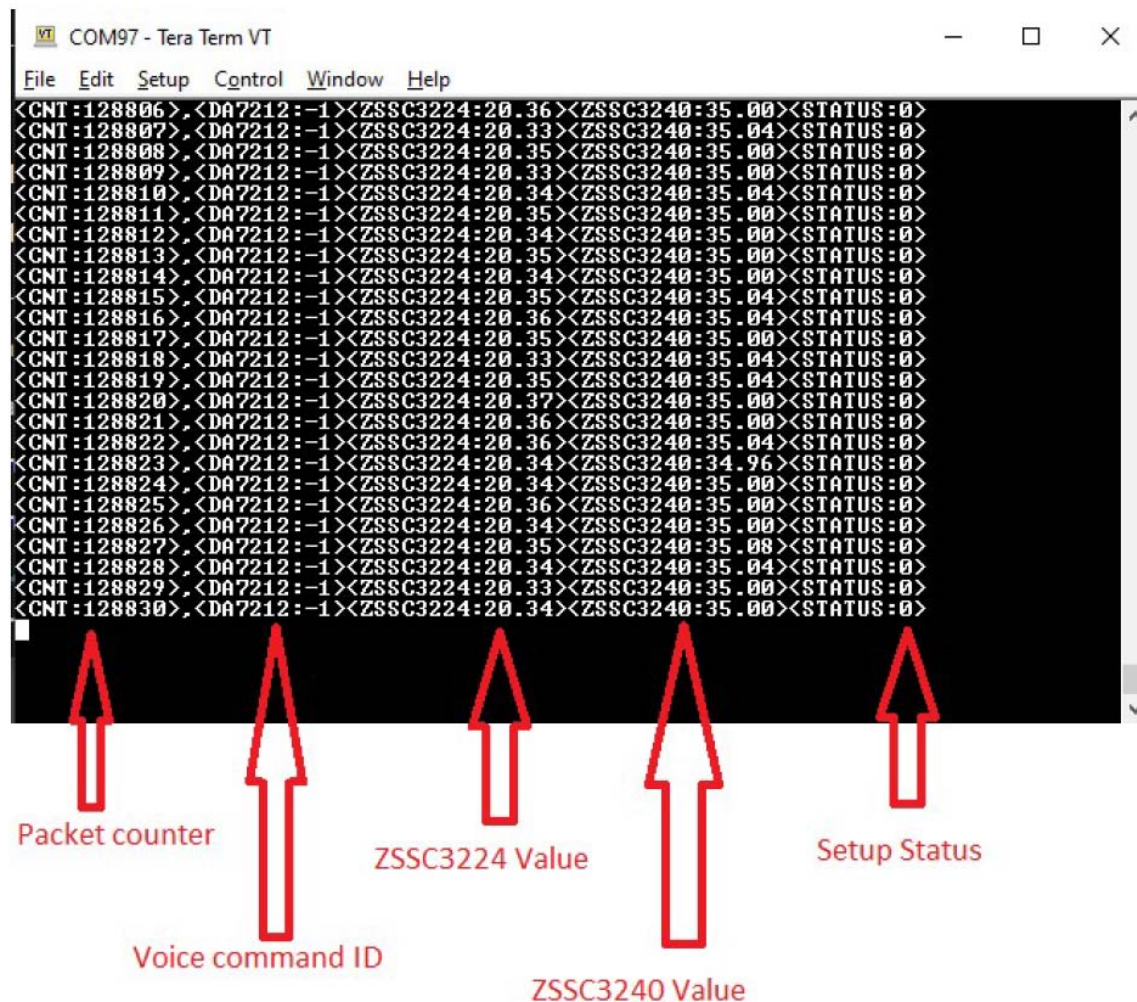 COM97 - Tera Term VT
File Edit Setup Control Window Help
<CNT:128806>,<DA7212:-1><ZSSC3224:20.36><ZSSC3240:35.00><STATUS:0>
<CNT:128807>,<DA7212:-1><ZSSC3224:20.33><ZSSC3240:35.04><STATUS:0>
<CNT:128808>,<DA7212:-1><ZSSC3224:20.35><ZSSC3240:35.00><STATUS:0>
<CNT:128809>,<DA7212:-1><ZSSC3224:20.33><ZSSC3240:35.00><STATUS:0>
<CNT:128810>,<DA7212:-1><ZSSC3224:20.34><ZSSC3240:35.04><STATUS:0>
<CNT:128811>,<DA7212:-1><ZSSC3224:20.35><ZSSC3240:35.00><STATUS:0>
<CNT:128812>,<DA7212:-1><ZSSC3224:20.34><ZSSC3240:35.00><STATUS:0>
<CNT:128813>,<DA7212:-1><ZSSC3224:20.35><ZSSC3240:35.00><STATUS:0>
<CNT:128814>,<DA7212:-1><ZSSC3224:20.34><ZSSC3240:35.00><STATUS:0>
<CNT:128815>,<DA7212:-1><ZSSC3224:20.35><ZSSC3240:35.04><STATUS:0>
<CNT:128816>,<DA7212:-1><ZSSC3224:20.36><ZSSC3240:35.04><STATUS:0>
<CNT:128817>,<DA7212:-1><ZSSC3224:20.35><ZSSC3240:35.00><STATUS:0>
<CNT:128818>,<DA7212:-1><ZSSC3224:20.33><ZSSC3240:35.04><STATUS:0>
<CNT:128819>,<DA7212:-1><ZSSC3224:20.35><ZSSC3240:35.04><STATUS:0>
<CNT:128820>,<DA7212:-1><ZSSC3224:20.37><ZSSC3240:35.00><STATUS:0>
<CNT:128821>,<DA7212:-1><ZSSC3224:20.36><ZSSC3240:35.00><STATUS:0>
<CNT:128822>,<DA7212:-1><ZSSC3224:20.36><ZSSC3240:35.04><STATUS:0>
<CNT:128823>,<DA7212:-1><ZSSC3224:20.34><ZSSC3240:34.96><STATUS:0>
<CNT:128824>,<DA7212:-1><ZSSC3224:20.34><ZSSC3240:35.00><STATUS:0>
<CNT:128825>,<DA7212:-1><ZSSC3224:20.36><ZSSC3240:35.00><STATUS:0>
<CNT:128826>,<DA7212:-1><ZSSC3224:20.34><ZSSC3240:35.00><STATUS:0>
<CNT:128827>,<DA7212:-1><ZSSC3224:20.35><ZSSC3240:35.08><STATUS:0>
<CNT:128828>,<DA7212:-1><ZSSC3224:20.34><ZSSC3240:35.04><STATUS:0>
<CNT:128829>,<DA7212:-1><ZSSC3224:20.33><ZSSC3240:35.00><STATUS:0>
<CNT:128830>,<DA7212:-1><ZSSC3224:20.34><ZSSC3240:35.00><STATUS:0>
Packet counter
Voice command ID
ZSSC3224 Value
ZSSC3240 Value
Setup Status